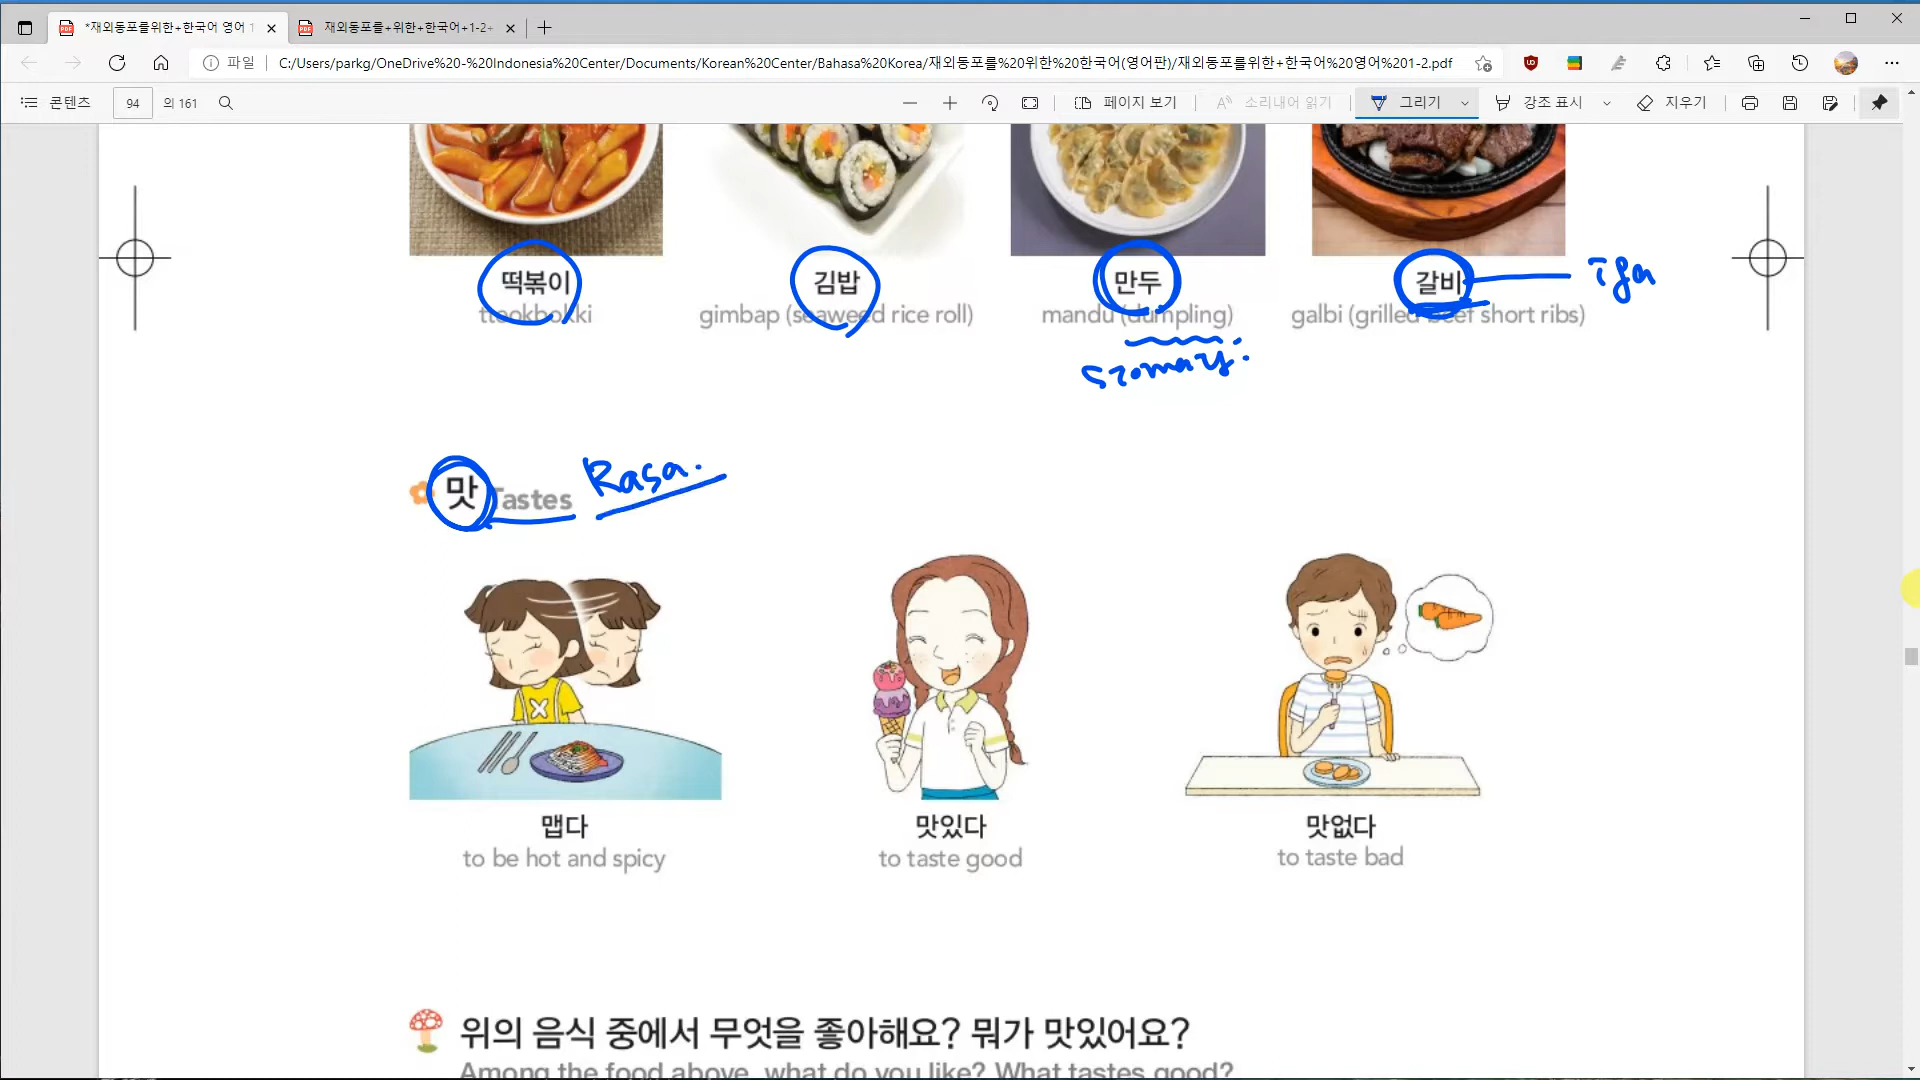 *재외동포를위한+한국어 영어 1
재외동포를+위한+한국어+1-2+
파일
C:/Users/parkg/OneDrive%20-%20Indonesia%20Center/Documents/Korean%20Center/Bahasa%20Korea/재외동포를%20위한%20한국어(영어판)/재외동포를위한+한국어%20영어%201-2.pdf
콘텐츠 94 의 161 페이지 보기 소리내어 읽기 그리기 강조 표시 지우기
떡볶이 김밥 만두 갈비 Iga
tteokbokki gimbap (seaweed rice roll) mandu (dumpling) galbi (grilled beef short ribs)
맛 Tastes Rasa.
맵다 맛있다 맛없다
to be hot and spicy to taste good to taste bad
위의 음식 중에서 무엇을 좋아해요? 뭐가 맛있어요?
Among the food above, what do you like? What tastes good?